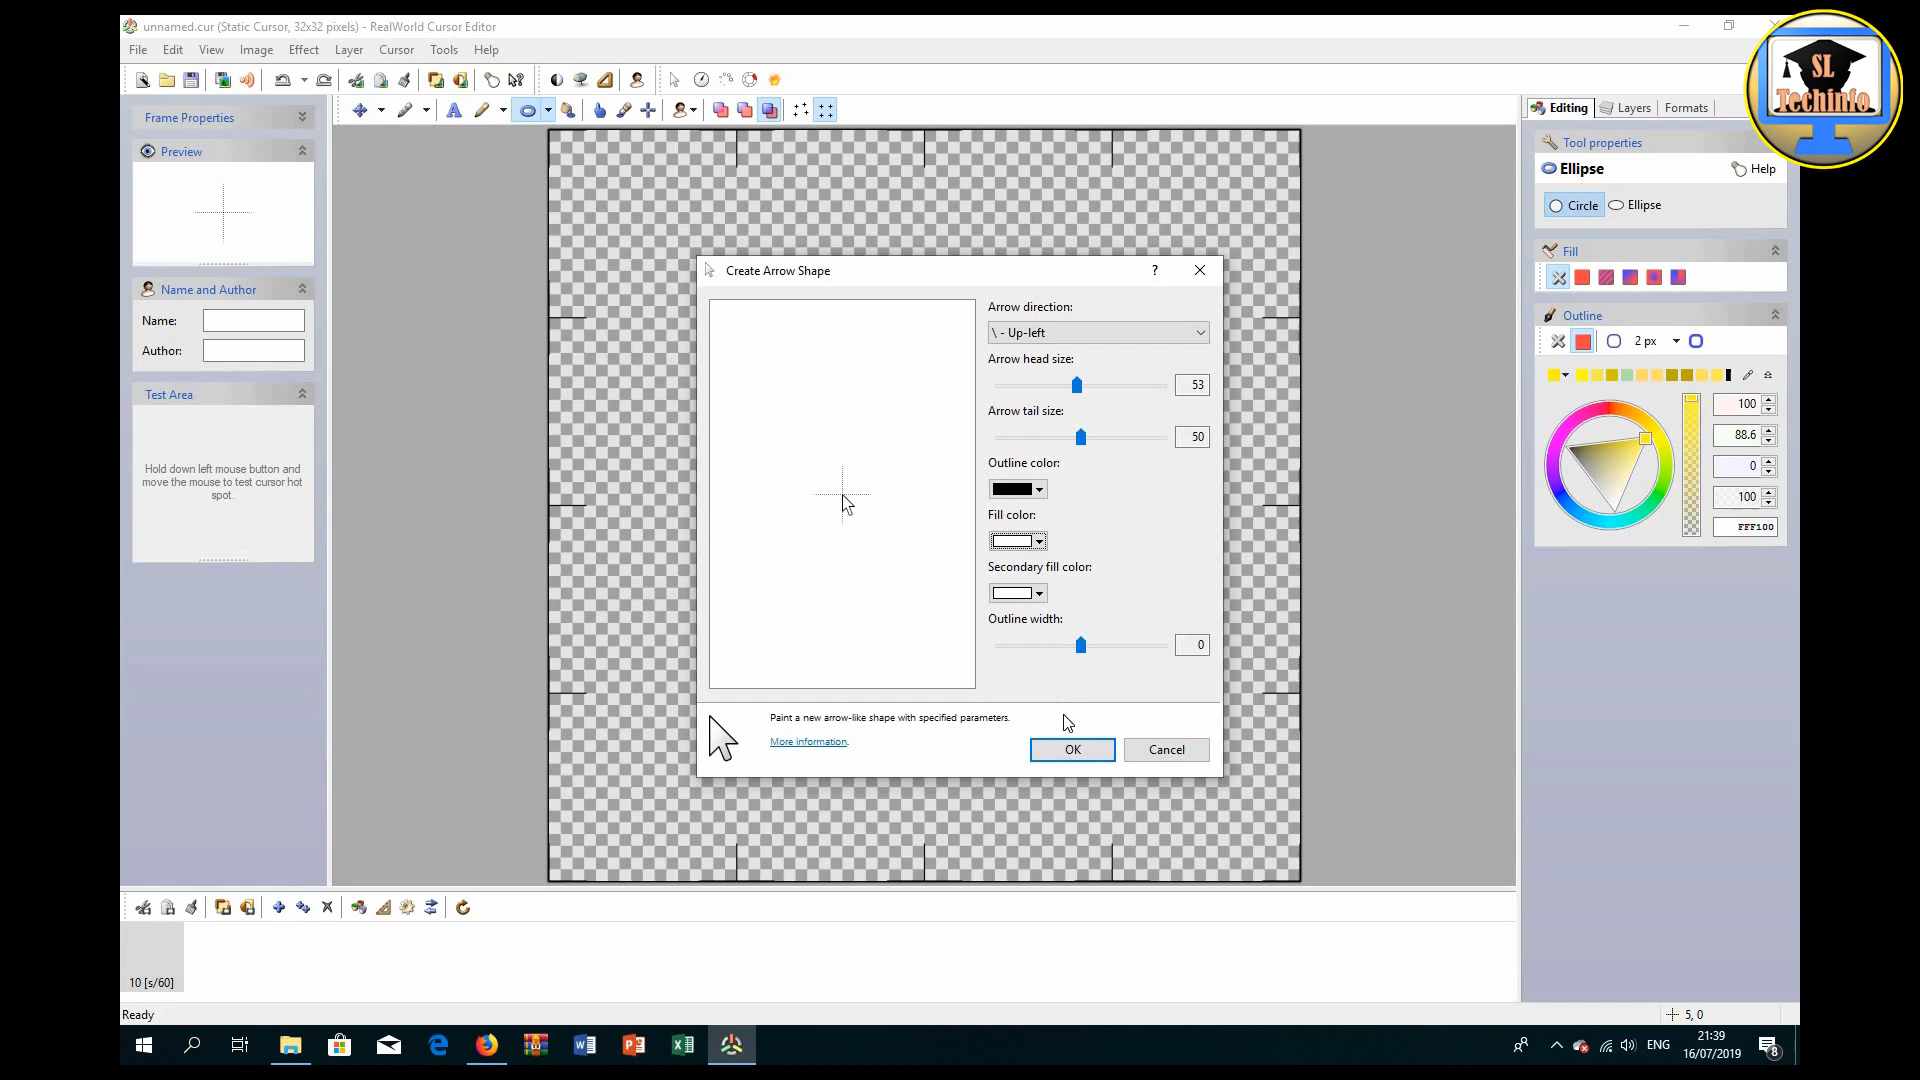 unnamed.cur (Static Cursor, 32x32 pixels) - RealWorld Cursor Editor
File Edit View Image Effect Layer Cursor Tools Help
SL
Techinfo
Frame Properties
Preview
Name and Author
Name:
Author:
Test Area
Hold down left mouse button and
move the mouse to test cursor hot
spot.
Create Arrow Shape
?
Arrow direction:
\ - Up-left
Arrow head size:
53
Arrow tail size:
50
Outline color:
Fill color:
Secondary fill color:
Outline width:
0
Paint a new arrow-like shape with specified parameters.
More information.
OK Cancel
Editing Layers Formats
Tool properties
Ellipse Help
Circle Ellipse
Fill
Outline
2 px
100
88.6
0
100
FFF100
10 [s/60]
Ready
5, 0
ENG
21:39
16/07/2019
8